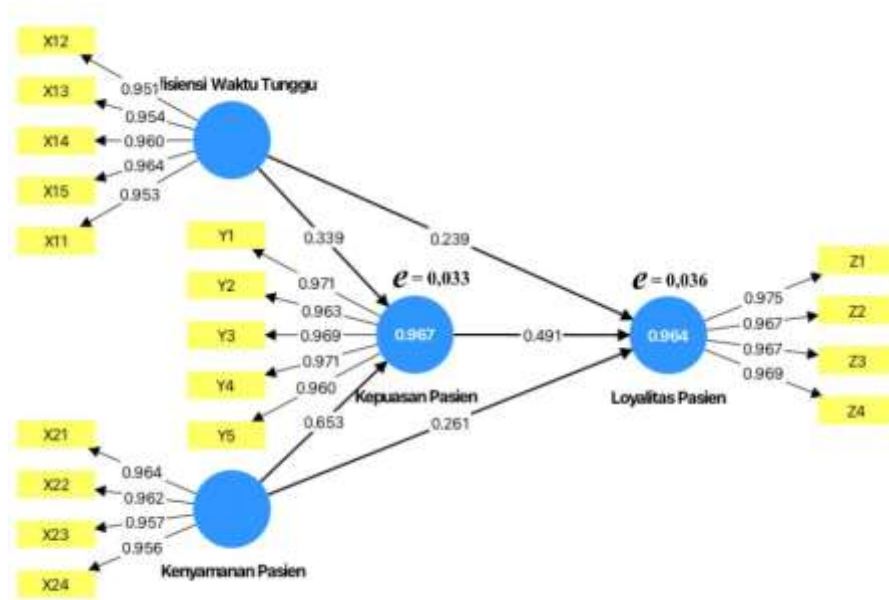 X12
X13
X14
X15
X11
isiensi Waktu Tunggu
0.951
0.954
0.960
0.964
0.953
0.339
0.239
Y1
Y2
Y3
Y4
Y5
0.971
0.963
0.969
0.971
0.960
e = 0,033
0.967
Kepuasan Pasien
0.491
0.653
0.261
e = 0,036
0.964
Loyalitas Pasien
0.975
0.967
0.967
0.969
Z1
Z2
Z3
Z4
X21
X22
X23
X24
0.964
0.962
0.957
0.956
Kenyamanan Pasien